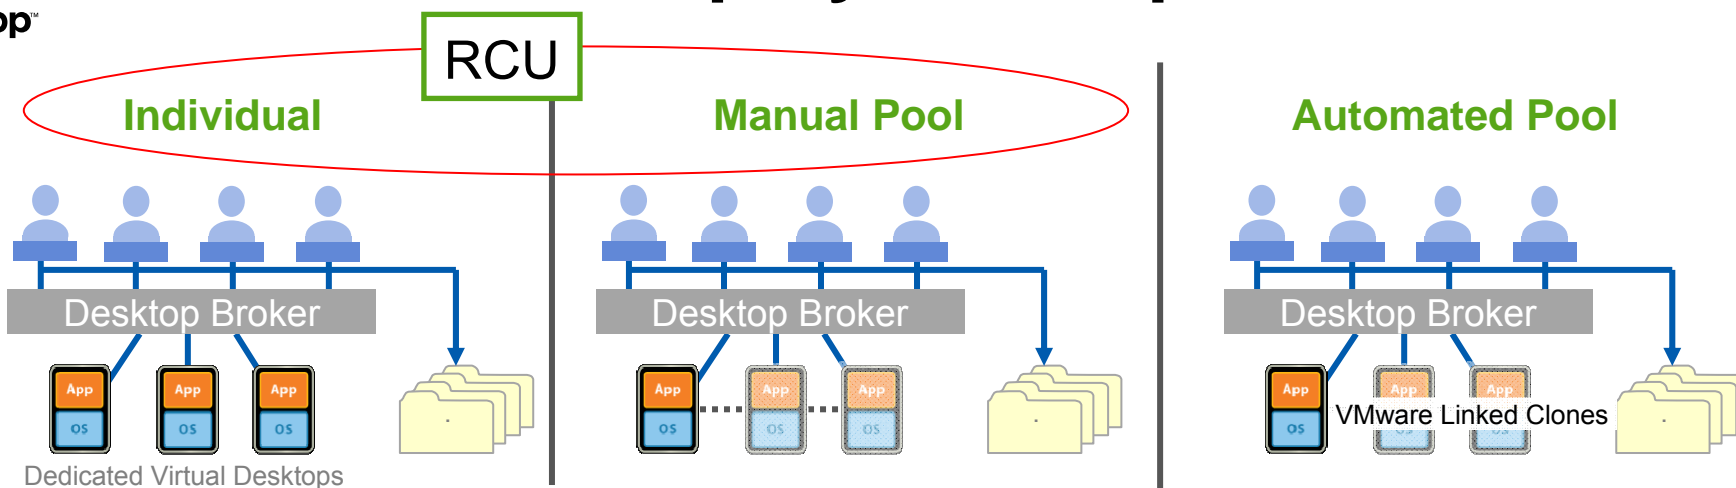 RCU
Individual
Manual Pool
Automated Pool
Desktop Broker
Desktop Broker
Desktop Broker
App
App
App
OS
OS
OS
Dedicated Virtual Desktops
App
App
App
OS
OS
OS
App
App
App
OS
VMware Linked Clones